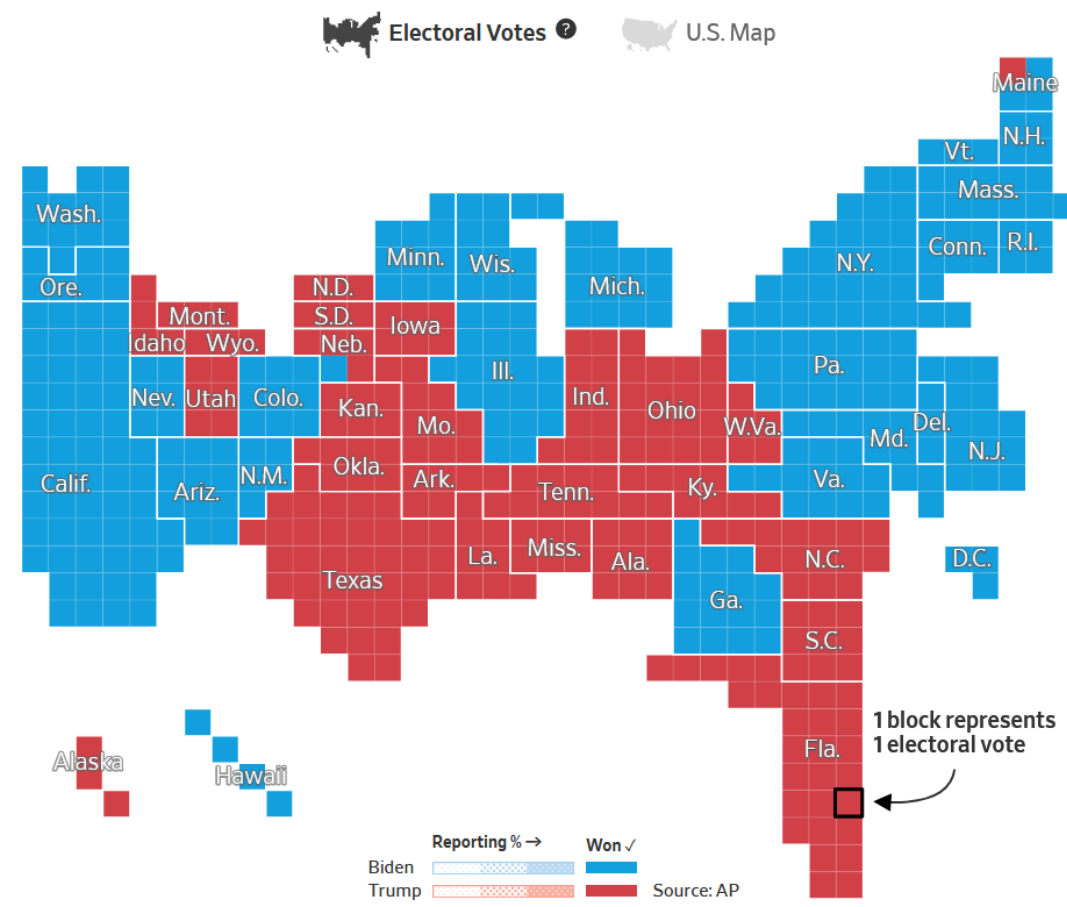 Electoral Votes ?
U.S. Map
Maine
N.H.
Vt.
Mass.
Wash.
Conn.
R.I.
Minn.
Wis.
N.Y.
Ore.
N.D.
Mich.
Mont.
S.D.
Iowa
Idaho
Wyo.
Neb.
Pa.
Nev.
Utah
Colo.
Kan.
Ill.
Ind.
Ohio
W.Va.
Del.
Mo.
Md.
N.J.
Calif.
Ariz.
N.M.
Okla.
Ark.
Tenn.
Ky.
Va.
Texas
La.
Miss.
Ala.
N.C.
D.C.
Ga.
S.C.
1 block represents
1 electoral vote
Fla.
Alaska
Hawaii
Reporting % → Won ✓
Biden
Trump
Source: AP